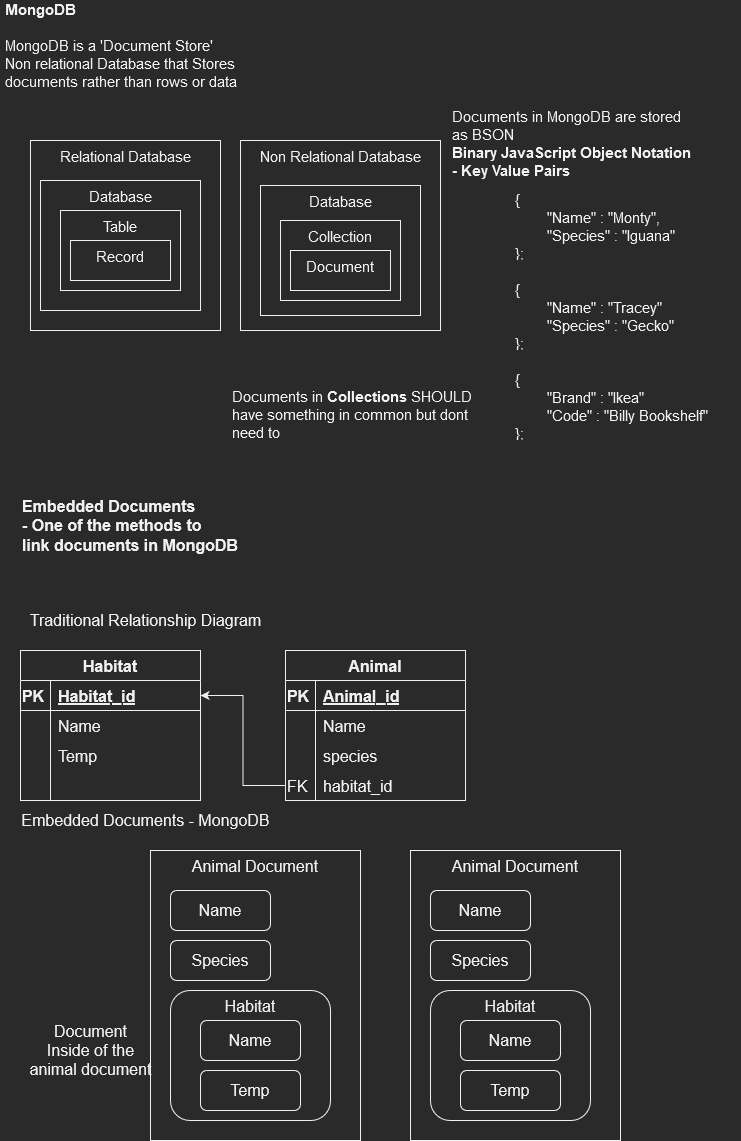 MongoDB
MongoDB is a 'Document Store'
Non relational Database that Stores
documents rather than rows or data
Relational Database
Database
Table
Record
Non Relational Database
Database
Collection
Document
Documents in MongoDB are stored
as BSON
Binary JavaScript Object Notation
- Key Value Pairs
{
"Name" : "Monty",
"Species" : "Iguana"
};
{
"Name" : "Tracey"
"Species" : "Gecko"
};
{
"Brand" : "Ikea"
"Code" : "Billy Bookshelf"
};
Documents in Collections SHOULD
have something in common but dont
need to
Embedded Documents
- One of the methods to
link documents in MongoDB
Traditional Relationship Diagram
Habitat
PK Habitat_id
Name
Temp
Animal
PK Animal_id
Name
species
FK habitat_id
Embedded Documents - MongoDB
Animal Document
Name
Species
Habitat
Name
Temp
Document
Inside of the
animal document
Animal Document
Name
Species
Habitat
Name
Temp